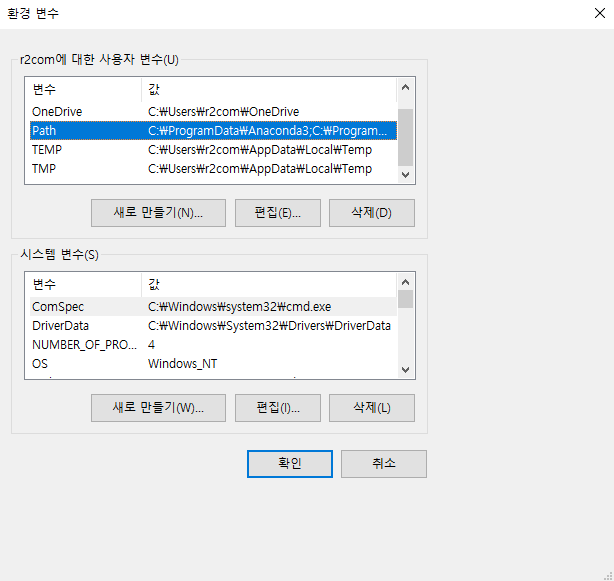 환경 변수
r2com에 대한 사용자 변수(U)
변수 값
OneDrive C:₩Users₩r2com₩OneDrive
Path C:₩ProgramData₩Anaconda3;C:₩Program...
TEMP C:₩Users₩r2com₩AppData₩Local₩Temp
TMP C:₩Users₩r2com₩AppData₩Local₩Temp
새로 만들기(N)... 편집(E)... 삭제(D)
시스템 변수(S)
변수 값
ComSpec C:₩Windows₩system32₩cmd.exe
DriverData C:₩Windows₩System32₩Drivers₩DriverData
NUMBER_OF_PRO... 4
OS Windows_NT
새로 만들기(W)... 편집(I)... 삭제(L)
확인 취소